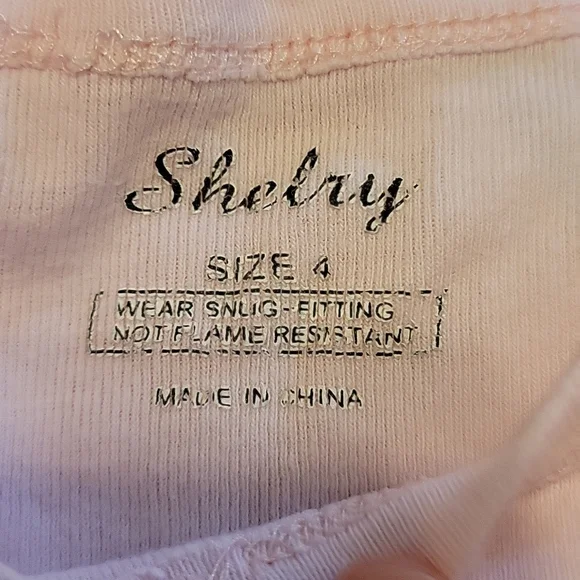 Shelry
SIZE 4
WEAR SNUG-FITTING
NOT FLAME RESISTANT
MADE IN CHINA